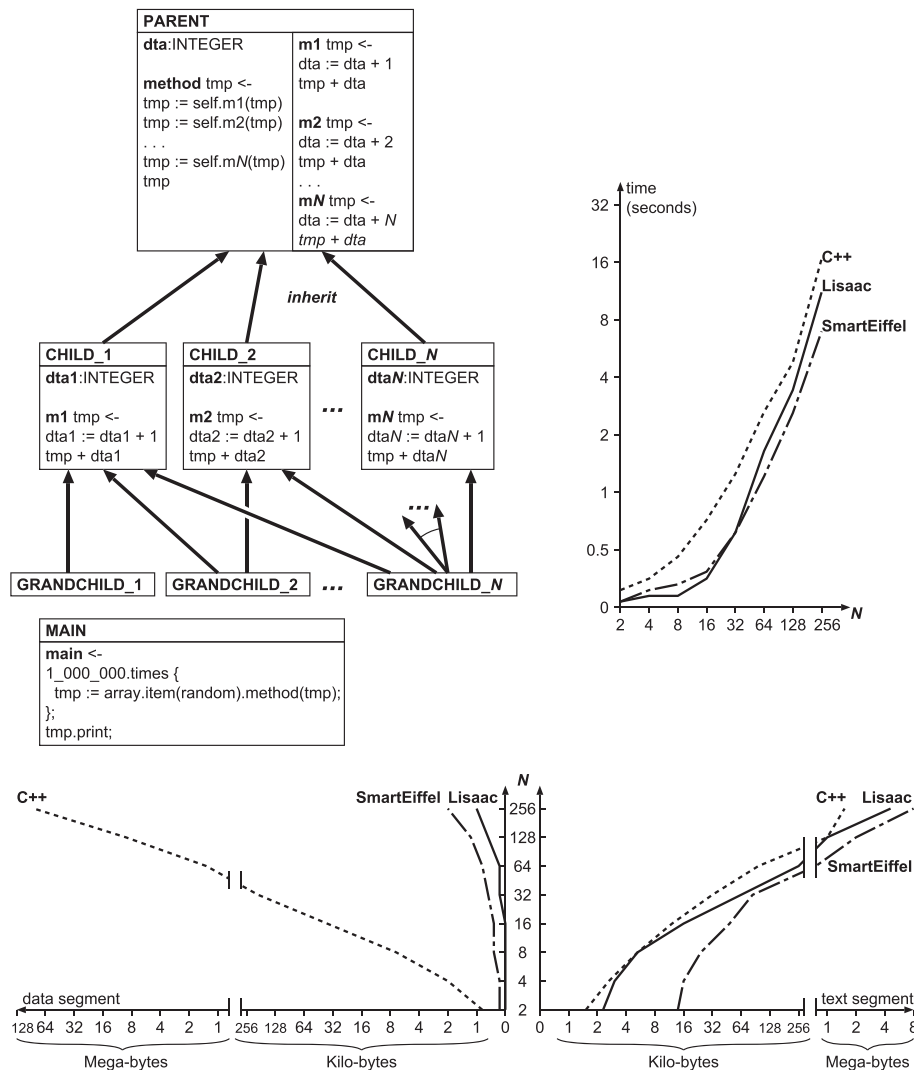 PARENT
dta:INTEGER
method tmp <-
tmp := self.m1(tmp)
tmp := self.m2(tmp)
. . .
tmp := self.mN(tmp)
tmp
m1 tmp <-
dta := dta + 1
tmp + dta
m2 tmp <-
dta := dta + 2
tmp + dta
. . .
mN tmp <-
dta := dta + N
tmp + dta
inherit
CHILD_1
dta1:INTEGER
m1 tmp <-
dta1 := dta1 + 1
tmp + dta1
CHILD_2
dta2:INTEGER
m2 tmp <-
dta2 := dta2 + 1
tmp + dta2
...
CHILD_N
dtaN:INTEGER
mN tmp <-
dtaN := dtaN + 1
tmp + dtaN
...
GRANDCHILD_1
GRANDCHILD_2
...
GRANDCHILD_N
MAIN
main <-
1_000_000.times {
tmp := array.item(random).method(tmp);
};
tmp.print;
time
(seconds)
32
16
8
4
2
1
0.5
0
C++
Lisaac
SmartEiffel
N
2 4 8 16 32 64 128 256
C++
SmartEiffel Lisaac
N
256
128
64
32
16
8
4
2
C++
Lisaac
SmartEiffel
data segment
text segment
128 64 32 16 8 4 2 1
256 128 64 32 16 8 4 2 1 0
0 1 2 4 8 16 32 64 128 256
1 2 4 8
Mega-bytes
Kilo-bytes
Kilo-bytes
Mega-bytes